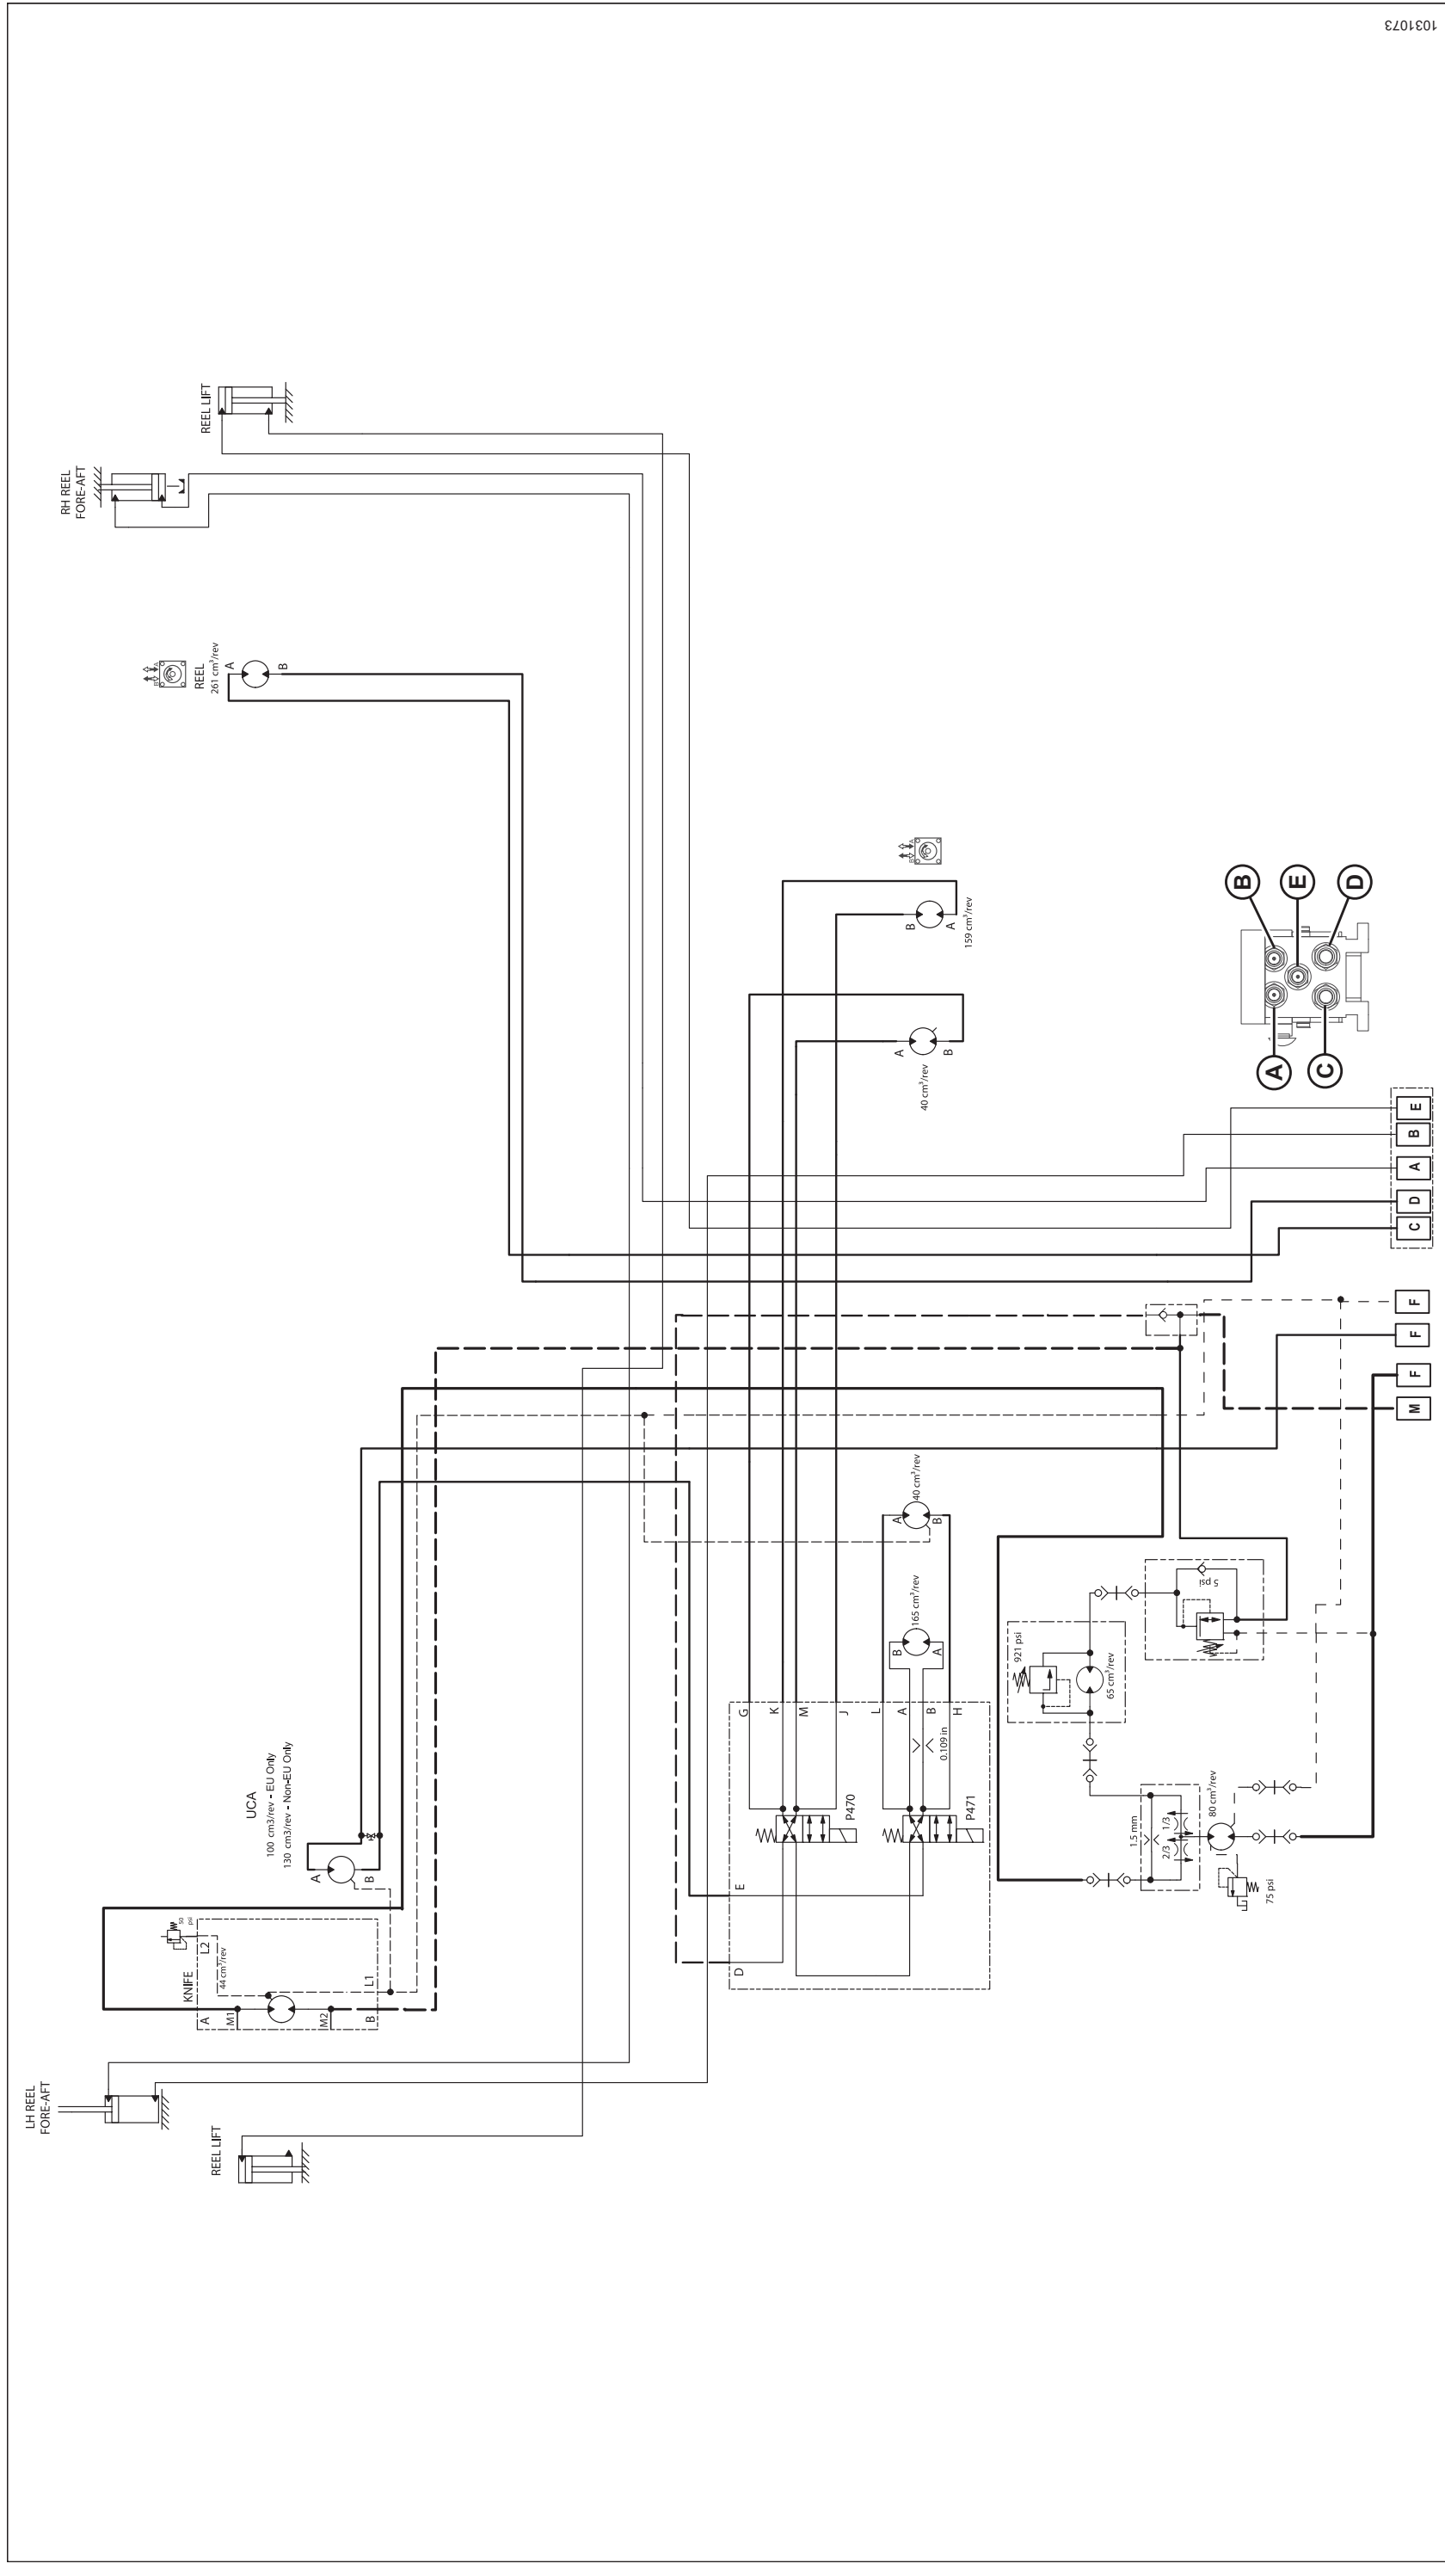 1031073
RH REEL
FORE-AFT
REEL LIFT
REEL
261 cm³/rev
A
B
159 cm³/rev
B
A
40 cm³/rev
A
B
B
E
D
A
C
E
B
A
D
C
F
F
F
M
40 cm³/rev
A
B
165 cm³/rev
B
A
5 psi
921 psi
65 cm³/rev
G
K
M
J
L
A
B
H
0.109 in
P470
P471
E
D
1.5 mm
1/3
2/3
80 cm³/rev
75 psi
UCA
100 cm3/rev - EU Only
130 cm3/rev - Non-EU Only
A
B
50
psi
KNIFE
L2
44 cm³/rev
L1
A
M1
M2
B
LH REEL
FORE-AFT
REEL LIFT